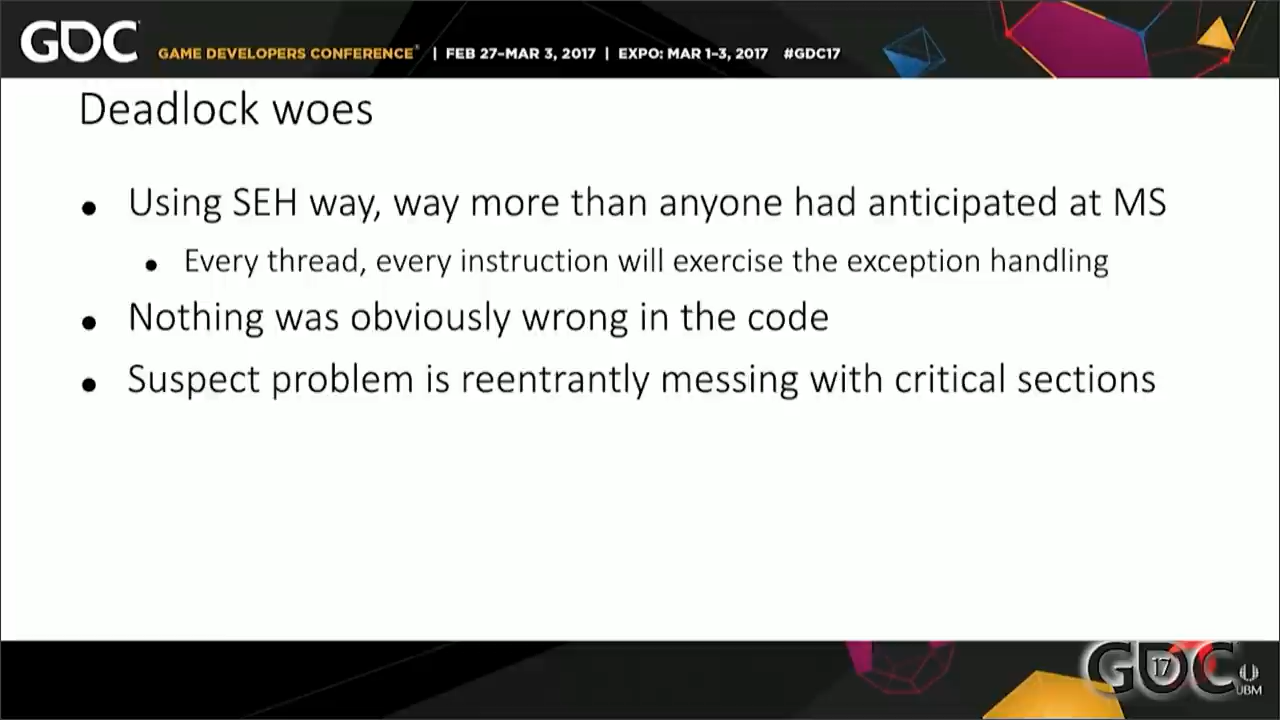 GDC GAME DEVELOPERS CONFERENCE® | FEB 27-MAR 3, 2017 | EXPO: MAR 1-3, 2017 #GDC17
Deadlock woes
• Using SEH way, way more than anyone had anticipated at MS
• Every thread, every instruction will exercise the exception handling
• Nothing was obviously wrong in the code
• Suspect problem is reentrantly messing with critical sections
GDC 17
UBM